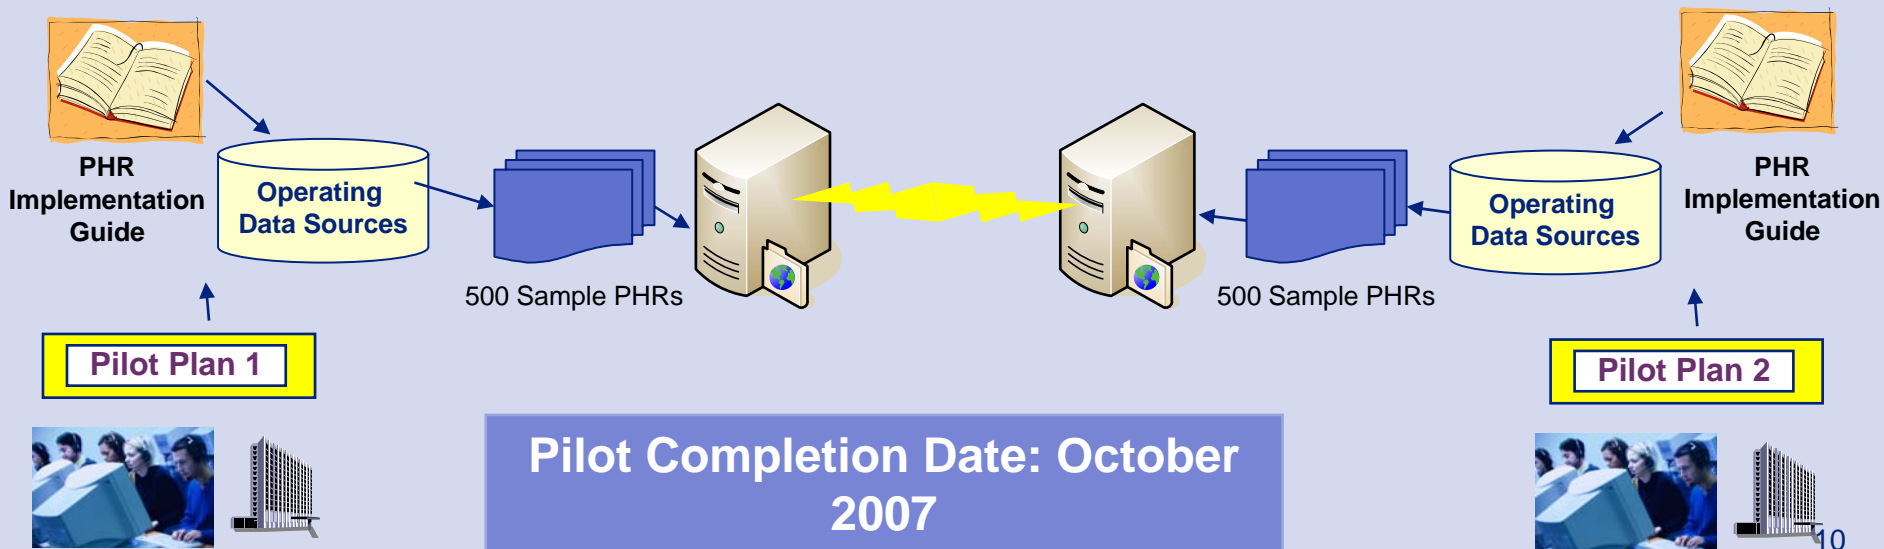 PHR
Implementation
Guide
Operating
Data Sources
500 Sample PHRs
500 Sample PHRs
Operating
Data Sources
PHR
Implementation
Guide
Pilot Plan 1
Pilot Plan 2
Pilot Completion Date: October
2007
10